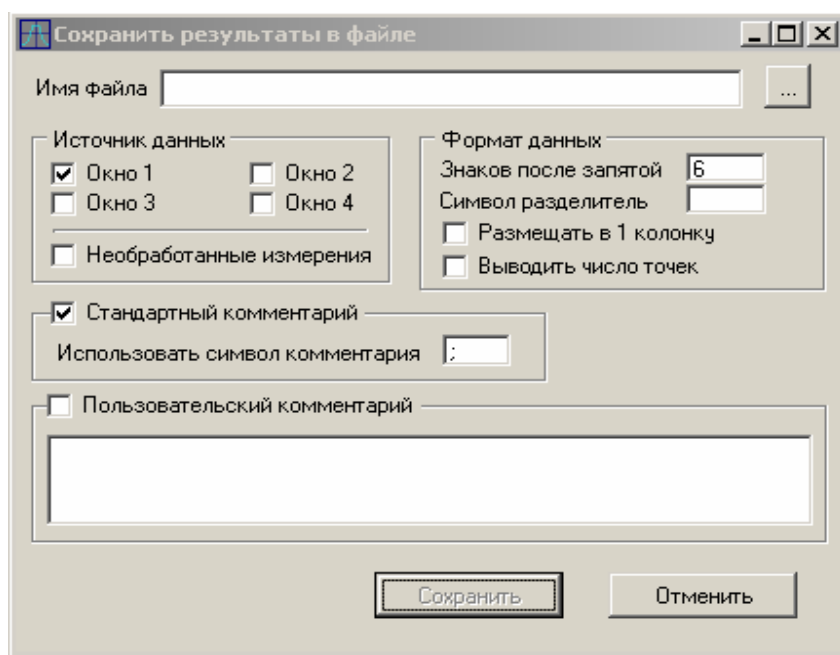 Сохранить результаты в файле
Имя файла
...
Источник данных
Окно 1 Окно 2
Окно 3 Окно 4
Необработанные измерения
Формат данных
Знаков после запятой 6
Символ разделитель
Размещать в 1 колонку
Выводить число точек
Стандартный комментарий
Использовать символ комментария ;
Пользовательский комментарий
Сохранить Отменить